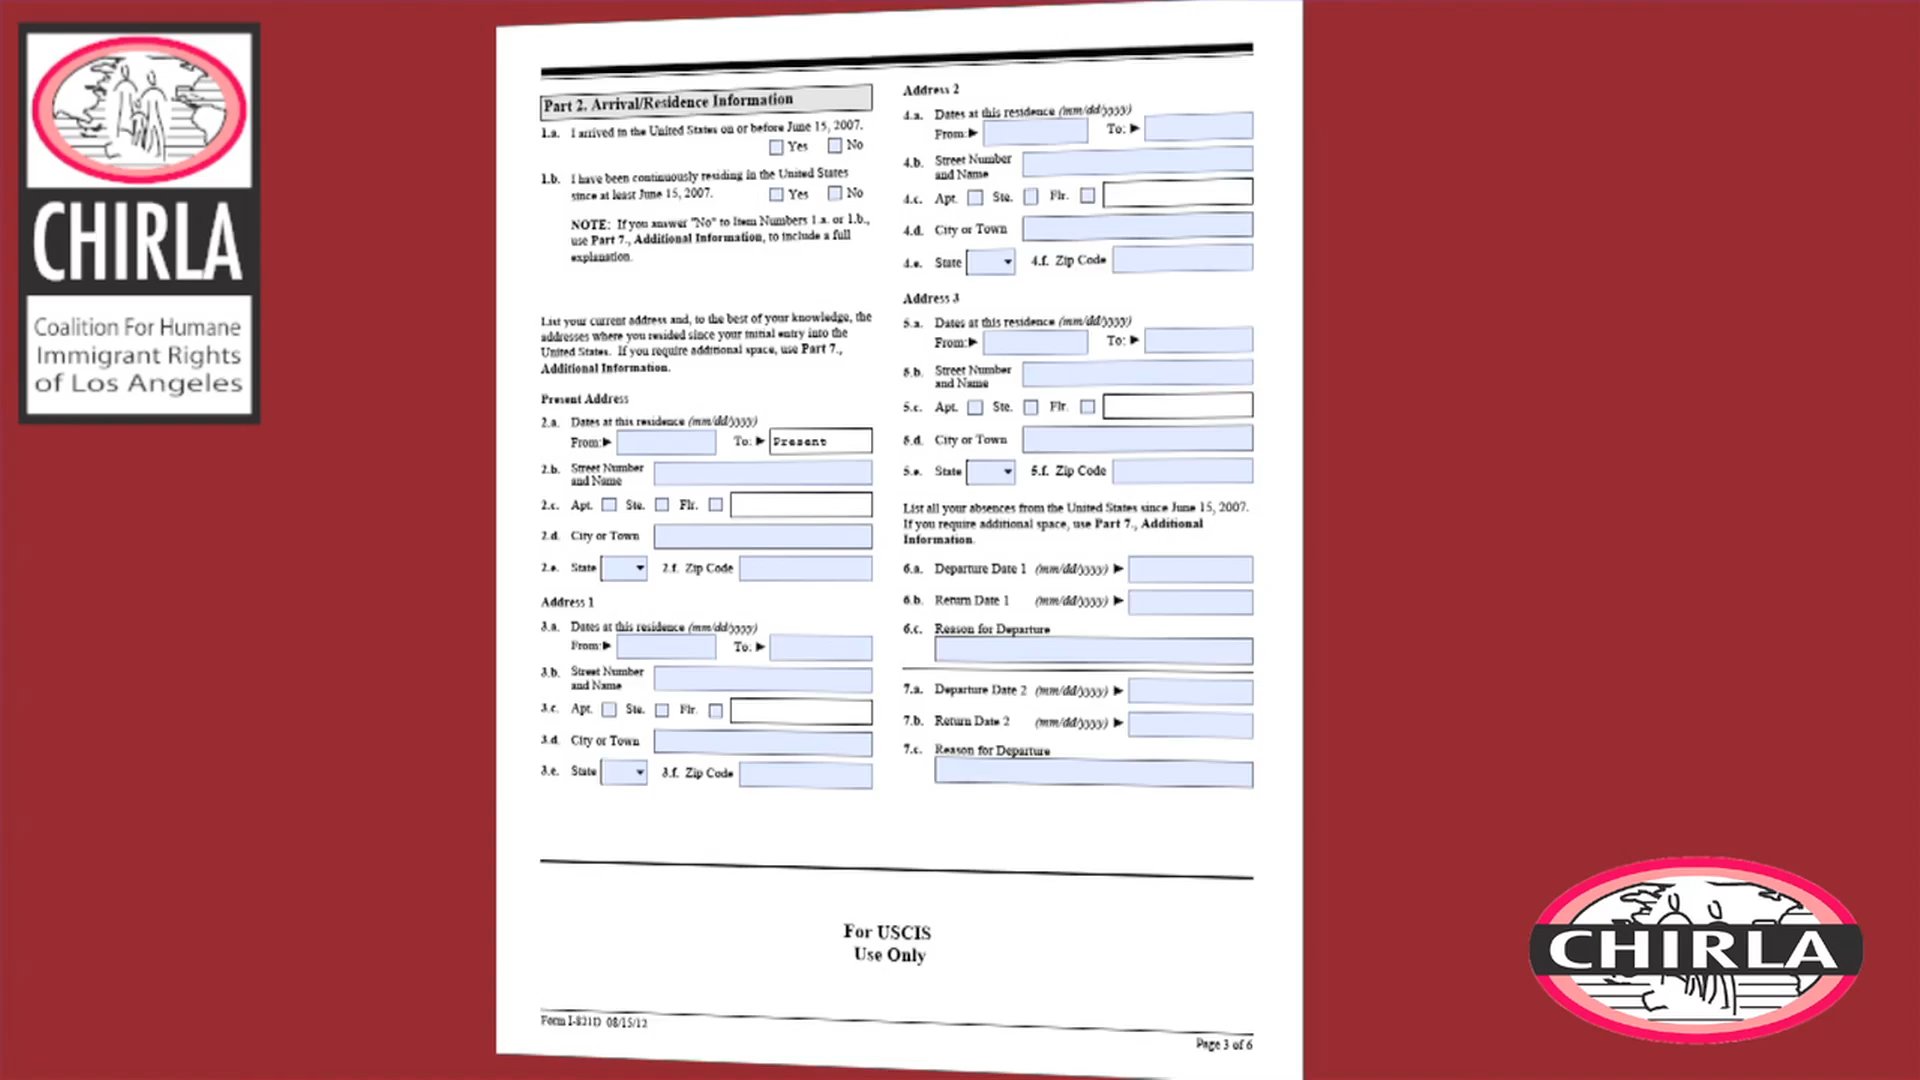 CHIRLA
Coalition For Humane
Immigrant Rights
of Los Angeles
Part 2. Arrival/Residence Information
1.a. I arrived in the United States on or before June 15, 2007.
Yes No
1.b. I have been continuously residing in the United States
since at least June 15, 2007. Yes No
NOTE: If you answer "No" to Item Numbers 1.a. or 1.b.,
use Part 7., Additional Information, to include a full
explanation.
List your current address and, to the best of your knowledge, the
addresses where you resided since your initial entry into the
United States. If you require additional space, use Part 7.,
Additional Information.
Present Address
2.a. Dates at this residence (mm/dd/yyyy)
From:▶ To: ▶ Present
2.b. Street Number
and Name
2.c. Apt. Ste. Flr.
2.d. City or Town
2.e. State 2.f. Zip Code
Address 1
3.a. Dates at this residence (mm/dd/yyyy)
From:▶ To: ▶
3.b. Street Number
and Name
3.c. Apt. Ste. Flr.
3.d. City or Town
3.e. State 3.f. Zip Code
Address 2
4.a. Dates at this residence (mm/dd/yyyy)
From:▶ To: ▶
4.b. Street Number
and Name
4.c. Apt. Ste. Flr.
4.d. City or Town
4.e. State 4.f. Zip Code
Address 3
5.a. Dates at this residence (mm/dd/yyyy)
From:▶ To: ▶
5.b. Street Number
and Name
5.c. Apt. Ste. Flr.
5.d. City or Town
5.e. State 5.f. Zip Code
List all your absences from the United States since June 15, 2007.
If you require additional space, use Part 7., Additional
Information.
6.a. Departure Date 1 (mm/dd/yyyy) ▶
6.b. Return Date 1 (mm/dd/yyyy) ▶
6.c. Reason for Departure
7.a. Departure Date 2 (mm/dd/yyyy) ▶
7.b. Return Date 2 (mm/dd/yyyy) ▶
7.c. Reason for Departure
For USCIS
Use Only
Form I-821D 08/15/12
Page 3 of 6
CHIRLA